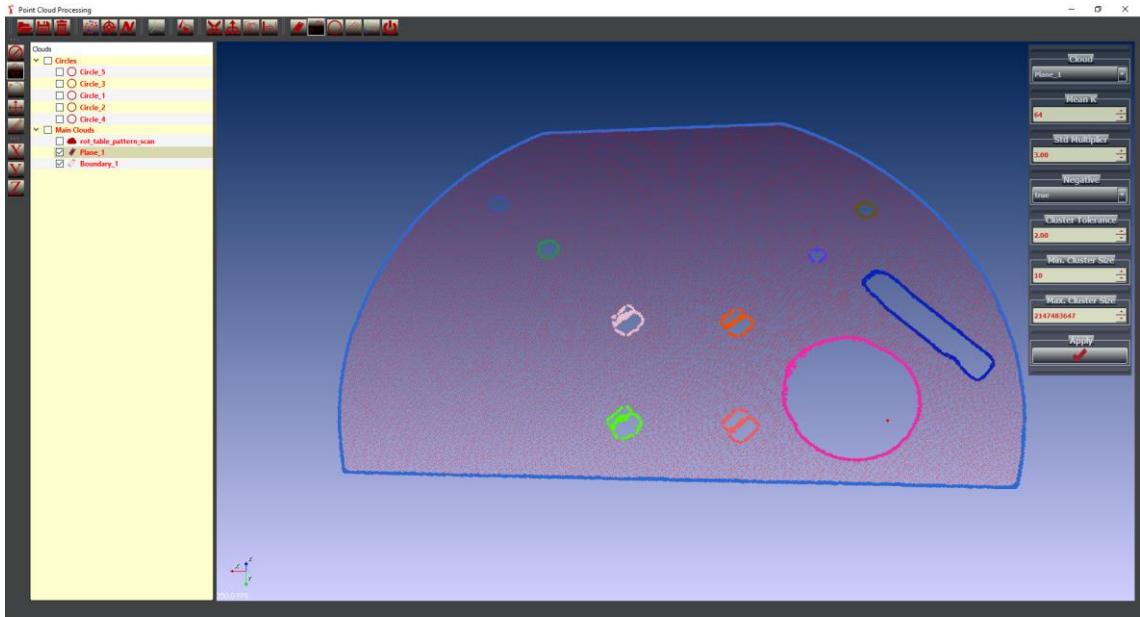 Point Cloud Processing
Clouds
Circles
Circle_5
Circle_3
Circle_1
Circle_2
Circle_4
Main Clouds
rot_table_pattern_scan
Plane_1
Boundary_1
X
Y
Z
Cloud
Plane_1
Mean K
64
Std Multiplier
3.00
Negative
true
Cluster Tolerance
2.00
Min. Cluster Size
10
Max. Cluster Size
2147483647
Apply